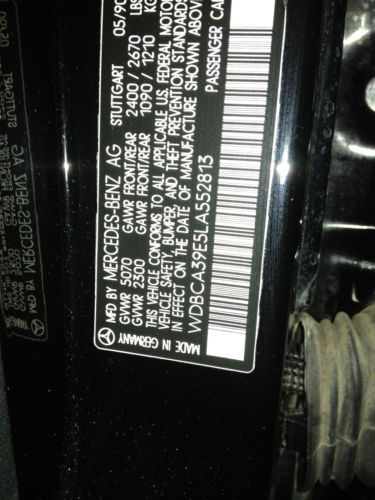 MFD BY MERCEDES-BENZ AG STUTTGART 05/90
GVWR 5070 GAWR FRONT/REAR 2400 / 2670 LBS
GVWR 2300 GAWR FRONT/REAR 1090 / 1210 KG
THIS VEHICLE CONFORMS TO ALL APPLICABLE U.S. FEDERAL MOTOR
VEHICLE SAFETY, BUMPER, AND THEFT PREVENTION STANDARDS
IN EFFECT ON THE DATE OF MANUFACTURE SHOWN ABOVE
WDBCA39E5LA552813 PASSENGER CAR
MADE IN GERMANY